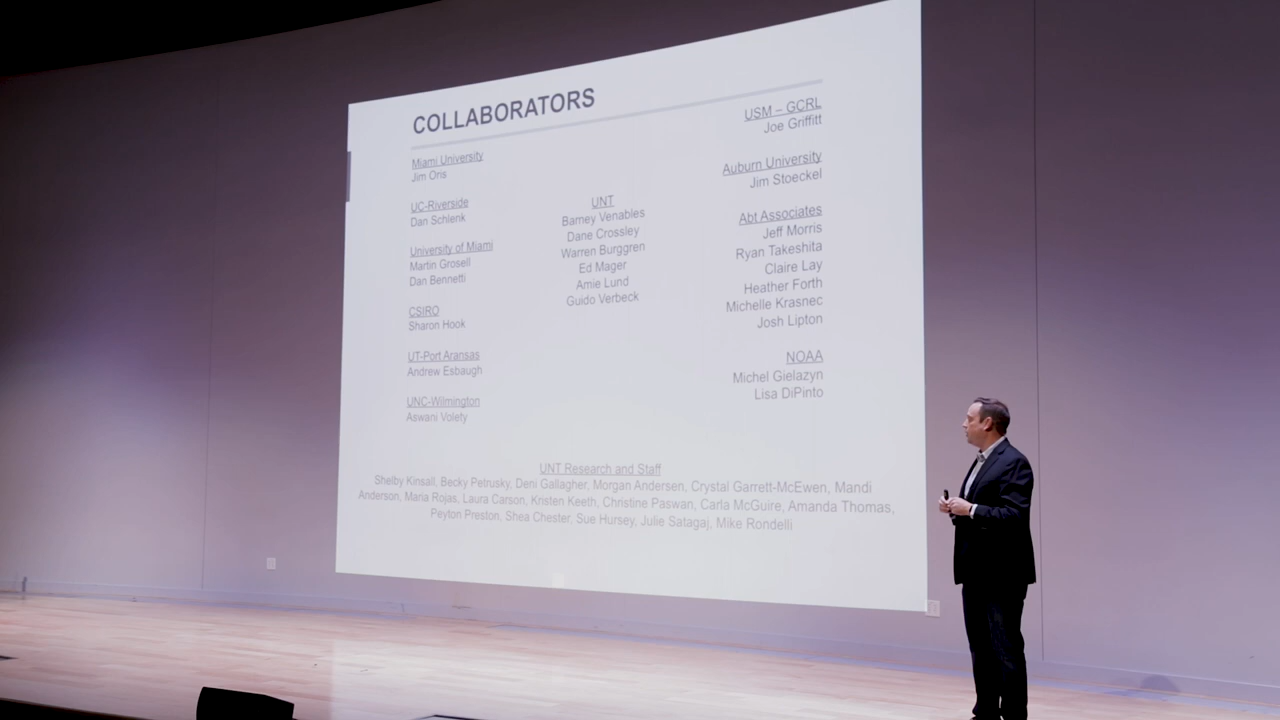 COLLABORATORS
Miami University
Jim Oris
UC-Riverside
Dan Schlenk
University of Miami
Martin Grosell
Dan Bennetti
CSIRO
Sharon Hook
UT-Port Aransas
Andrew Esbaugh
UNC-Wilmington
Aswani Volety
UNT
Barney Venables
Dane Crossley
Warren Burggren
Ed Mager
Amie Lund
Guido Verbeck
USM – GCRL
Joe Griffitt
Auburn University
Jim Stoeckel
Abt Associates
Jeff Morris
Ryan Takeshita
Claire Lay
Heather Forth
Michelle Krasnec
Josh Lipton
NOAA
Michel Gielazyn
Lisa DiPinto
UNT Research and Staff
Shelby Kinsall, Becky Petrusky, Deni Gallagher, Morgan Andersen, Crystal Garrett-McEwen, Mandi
Anderson, Maria Rojas, Laura Carson, Kristen Keeth, Christine Paswan, Carla McGuire, Amanda Thomas,
Peyton Preston, Shea Chester, Sue Hursey, Julie Satagaj, Mike Rondelli